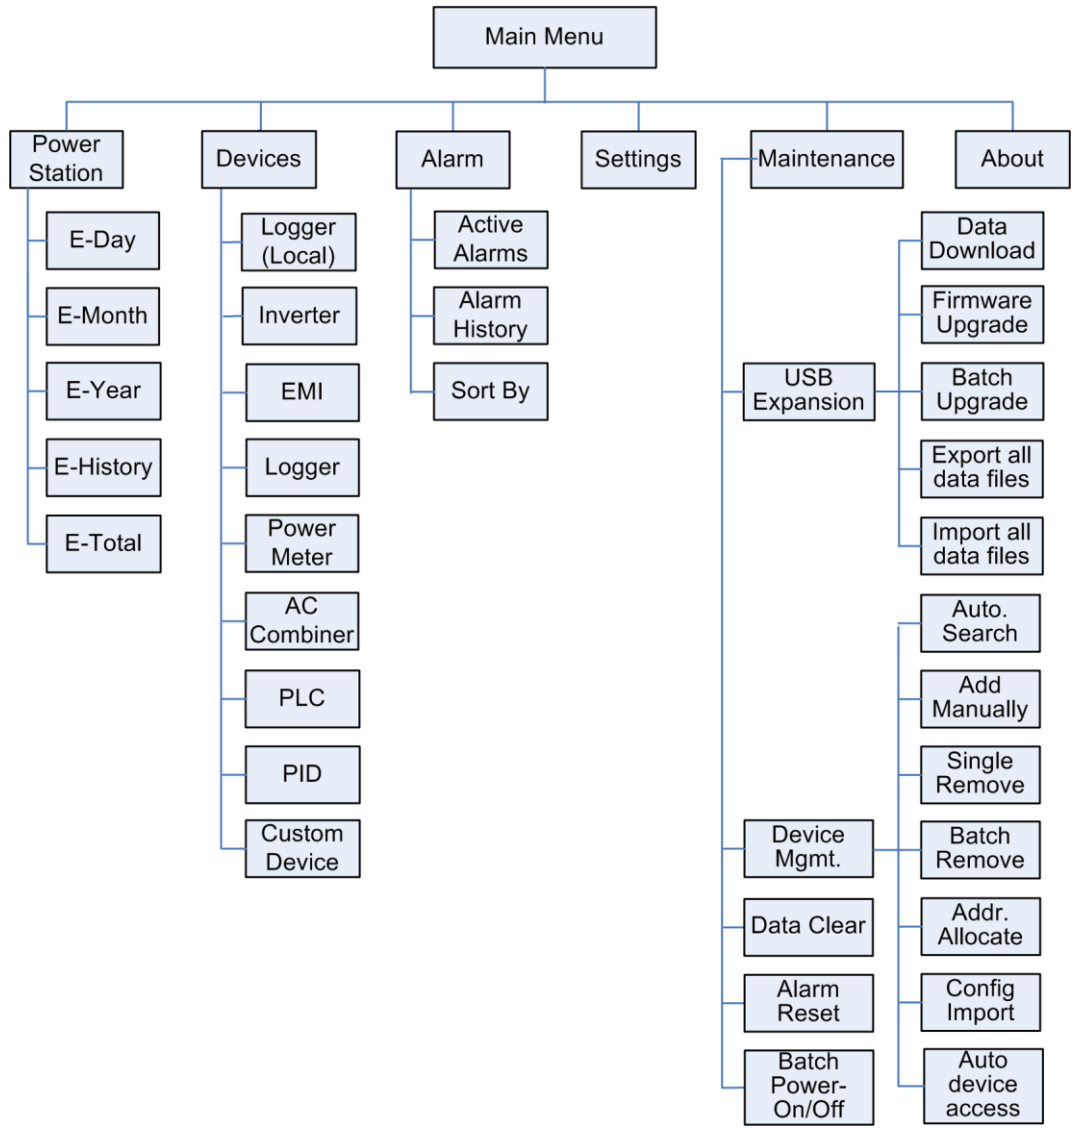 Main Menu
Power
Station
Devices
Alarm
Settings
Maintenance
About
E-Day
E-Month
E-Year
E-History
E-Total
Logger
(Local)
Inverter
EMI
Logger
Power
Meter
AC
Combiner
PLC
PID
Custom
Device
Active
Alarms
Alarm
History
Sort By
USB
Expansion
Data
Download
Firmware
Upgrade
Batch
Upgrade
Export all
data files
Import all
data files
Device
Mgmt.
Auto.
Search
Add
Manually
Single
Remove
Batch
Remove
Addr.
Allocate
Config
Import
Auto
device
access
Data Clear
Alarm
Reset
Batch
Power-
On/Off